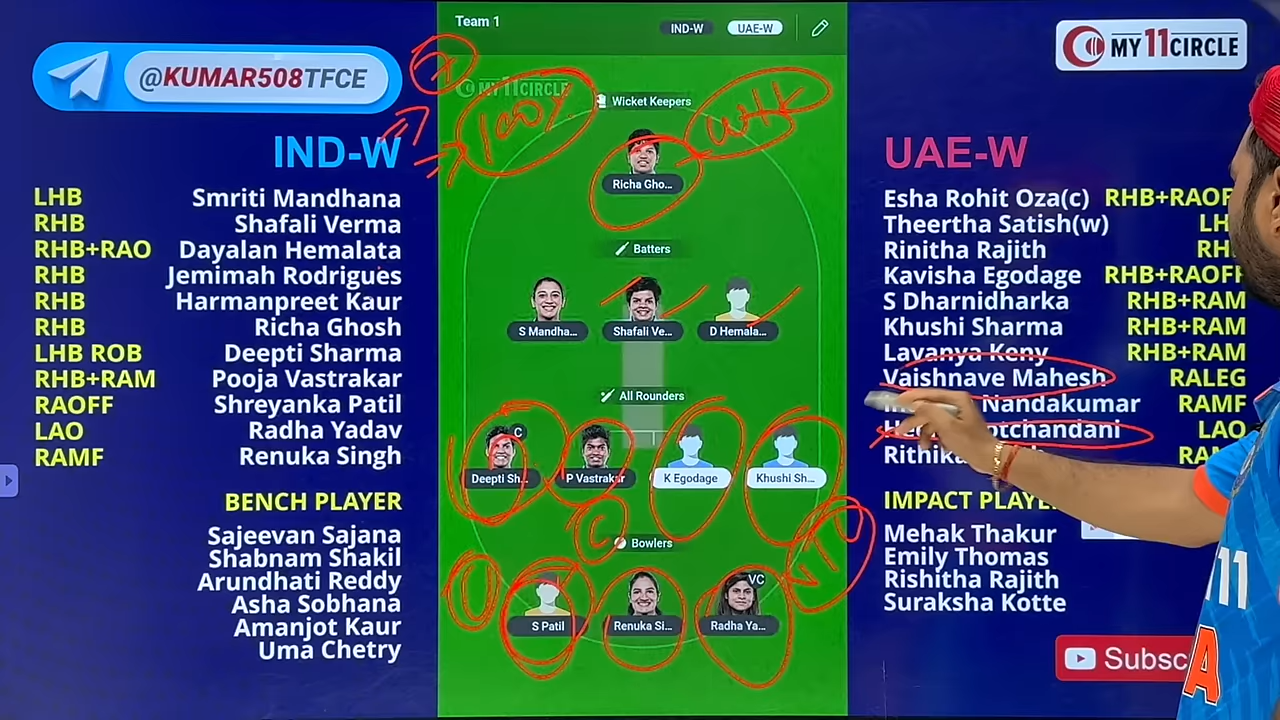 Team 1
IND-W
UAE-W
@KUMAR508TFCE
MY11CIRCLE
MY11CIRCLE
IND-W
LHB Smriti Mandhana
RHB Shafali Verma
RHB+RAO Dayalan Hemalata
RHB Jemimah Rodrigues
RHB Harmanpreet Kaur
RHB Richa Ghosh
LHB ROB Deepti Sharma
RHB+RAM Pooja Vastrakar
RAOFF Shreyanka Patil
LAO Radha Yadav
RAMF Renuka Singh
BENCH PLAYER
Sajeevan Sajana
Shabnam Shakil
Arundhati Reddy
Asha Sobhana
Amanjot Kaur
Uma Chetry
Wicket Keepers
Richa Gho...
Batters
S Mandha...
Shafali Ve...
D Hemala...
All Rounders
C
Deepti Sh...
P Vastrakar
K Egodage
Khushi Sh...
Bowlers
VC
S Patil
Renuka Si...
Radha Ya...
UAE-W
Esha Rohit Oza(c) RHB+RAOF
Theertha Satish(w) LH
Rinitha Rajith RH
Kavisha Egodage RHB+RAOFF
S Dharnidharka RHB+RAM
Khushi Sharma RHB+RAM
Lavanya Keny RHB+RAM
Vaishnave Mahesh RALEG
Nandakumar RAMF
LAO
IMPACT PLAYE
Mehak Thakur
Emily Thomas
Rishitha Rajith
Suraksha Kotte
Subsc
11
A